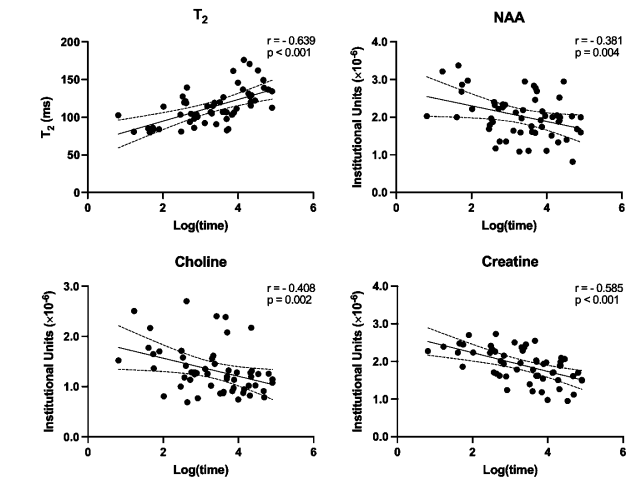 T2
r = - 0.639
p < 0.001
200
150
100
50
0
T2 (ms)
0 2 4 6
Log(time)
NAA
r = - 0.381
p = 0.004
4.0
3.0
2.0
1.0
0.0
Institutional Units (×10-6)
0 2 4 6
Log(time)
Choline
r = - 0.408
p = 0.002
3.0
2.0
1.0
0.0
Institutional Units (×10-6)
0 2 4 6
Log(time)
Creatine
r = - 0.585
p < 0.001
4.0
3.0
2.0
1.0
0.0
Institutional Units (×10-6)
0 2 4 6
Log(time)